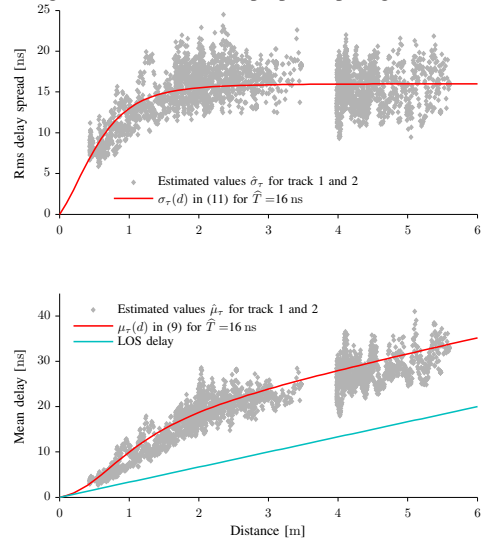 25
20
15
10
5
0
Rms delay spread [ns]
Estimated values σ̂τ for track 1 and 2
στ(d) in (11) for T̂ =16 ns
0 1 2 3 4 5 6
40
30
20
10
0
Mean delay [ns]
Estimated values μ̂τ for track 1 and 2
μτ(d) in (9) for T̂ =16 ns
LOS delay
0 1 2 3 4 5 6
Distance [m]